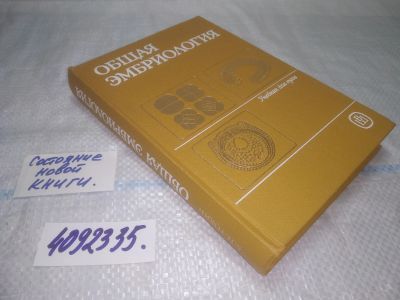 ОБЩАЯ
ЭМБРИОЛОГИЯ
Учебник для вузов
ОБЩАЯ ЭМБРИОЛОГИЯ
Состояние
новой
книги.
4092335.